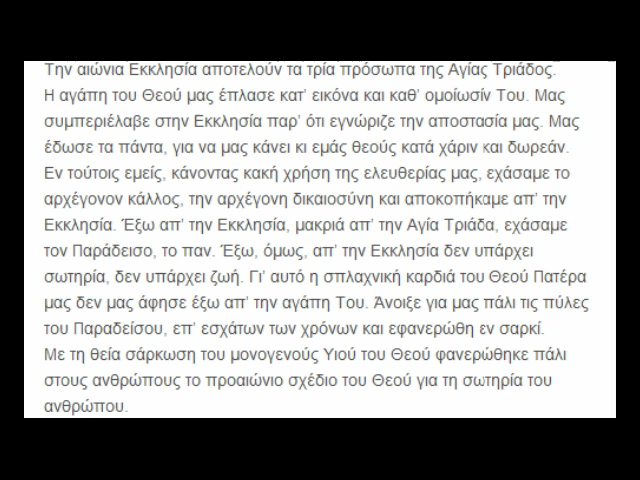 Την αιώνια Εκκλησία αποτελούν τα τρία πρόσωπα της Αγίας Τριάδος.
Η αγάπη του Θεού μας έπλασε κατ' εικόνα και καθ' ομοίωσίν Του. Μας
συμπεριέλαβε στην Εκκλησία παρ' ότι εγνώριζε την αποστασία μας. Μας
έδωσε τα πάντα, για να μας κάνει κι εμάς θεούς κατά χάριν και δωρεάν.
Εν τούτοις εμείς, κάνοντας κακή χρήση της ελευθερίας μας, εχάσαμε το
αρχέγονον κάλλος, την αρχέγονη δικαιοσύνη και αποκοπήκαμε απ' την
Εκκλησία. Έξω απ' την Εκκλησία, μακριά απ' την Αγία Τριάδα, εχάσαμε
τον Παράδεισο, το παν. Έξω, όμως, απ' την Εκκλησία δεν υπάρχει
σωτηρία, δεν υπάρχει ζωή. Γι' αυτό η σπλαχνική καρδιά του Θεού Πατέρα
μας δεν μας άφησε έξω απ' την αγάπη Του. Άνοιξε για μας πάλι τις πύλες
του Παραδείσου, επ' εσχάτων των χρόνων και εφανερώθη εν σαρκί.
Με τη θεία σάρκωση του μονογενούς Υιού του Θεού φανερώθηκε πάλι
στους ανθρώπους το προαιώνιο σχέδιο του Θεού για τη σωτηρία του
ανθρώπου.